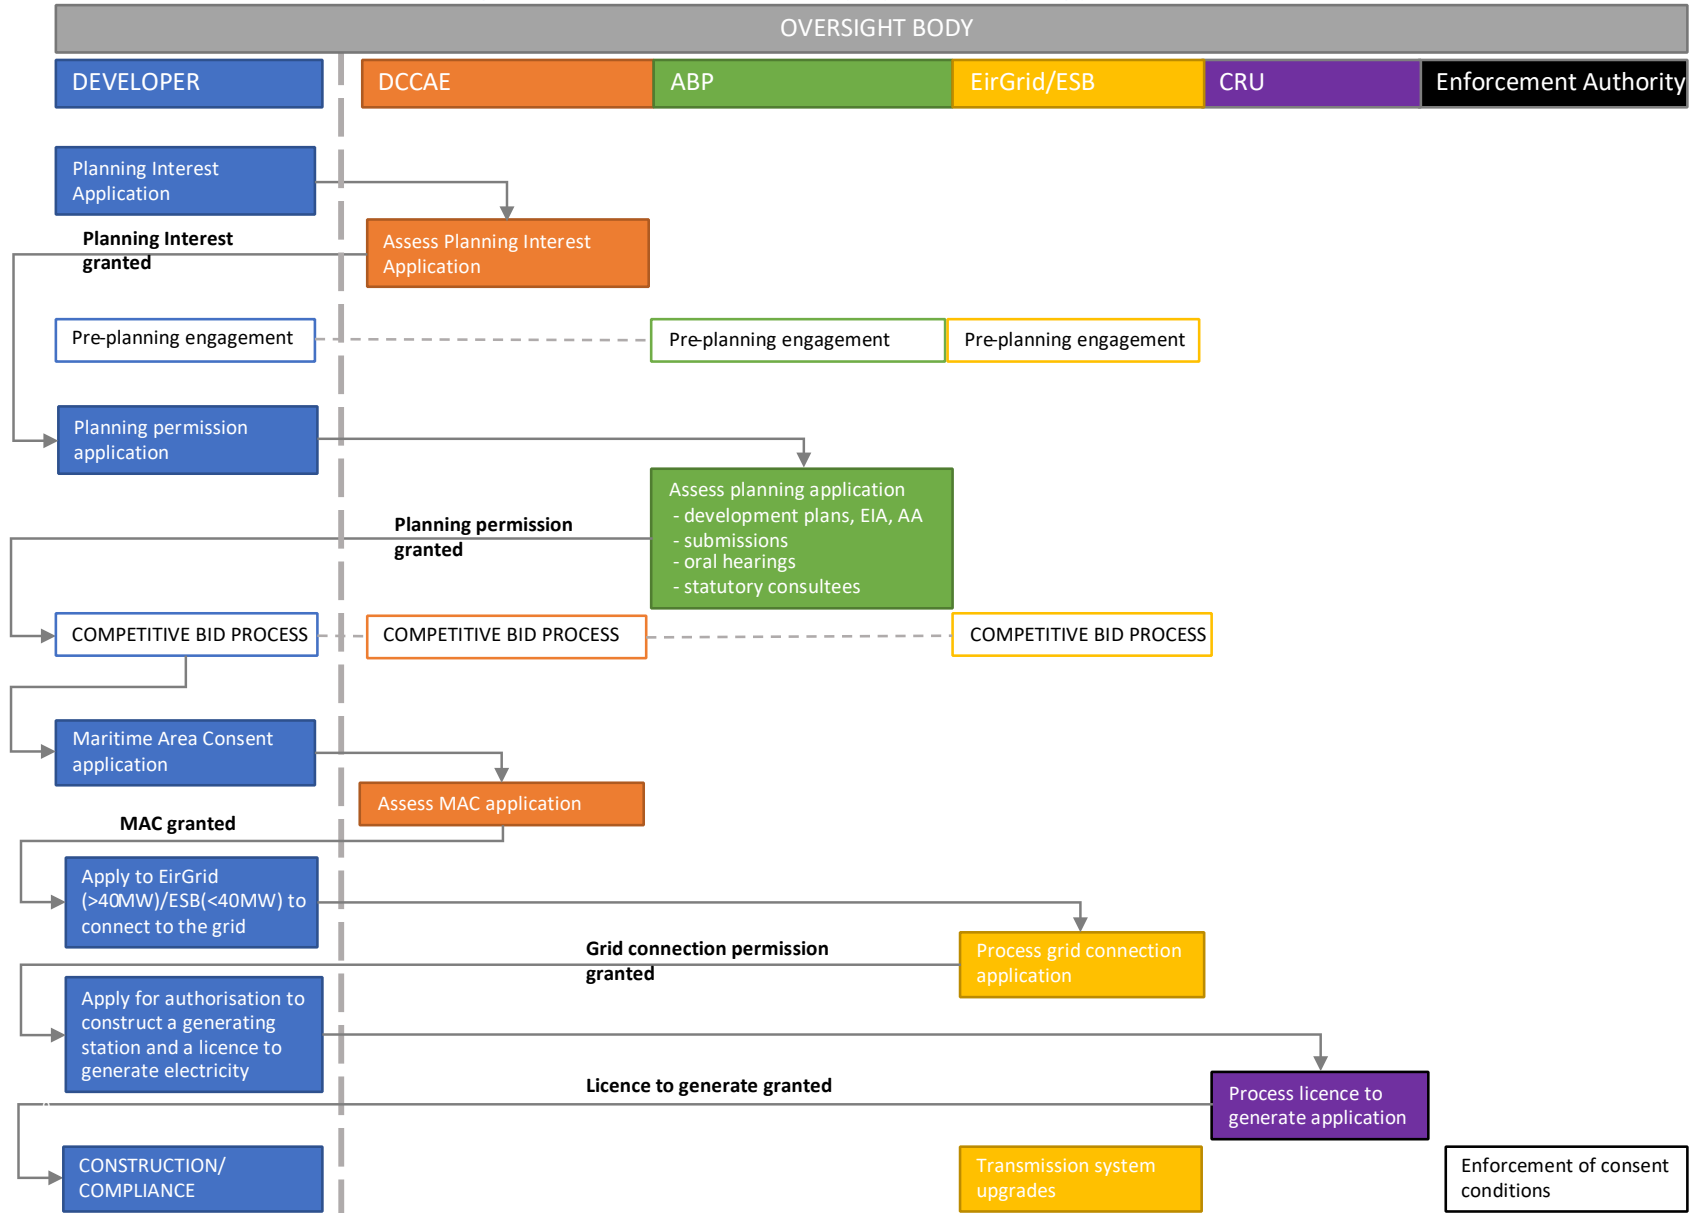 OVERSIGHT BODY
DEVELOPER
DCCAE
ABP
EirGrid/ESB
CRU
Enforcement Authority
Planning Interest
Application
Planning Interest
granted
Assess Planning Interest
Application
Pre-planning engagement
Pre-planning engagement
Pre-planning engagement
Planning permission
application
Assess planning application
- development plans, EIA, AA
- submissions
- oral hearings
- statutory consultees
Planning permission
granted
COMPETITIVE BID PROCESS
COMPETITIVE BID PROCESS
COMPETITIVE BID PROCESS
Maritime Area Consent
application
Assess MAC application
MAC granted
Apply to EirGrid
(>40MW)/ESB(<40MW) to
connect to the grid
Grid connection permission
granted
Process grid connection
application
Apply for authorisation to
construct a generating
station and a licence to
generate electricity
Licence to generate granted
Process licence to
generate application
CONSTRUCTION/
COMPLIANCE
Transmission system
upgrades
Enforcement of consent
conditions